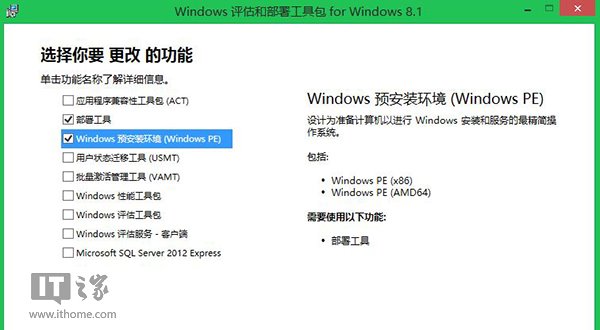 Windows 评估和部署工具包 for Windows 8.1
选择你要 更改 的功能
单击功能名称了解详细信息。
应用程序兼容性工具包 (ACT)
部署工具
Windows 预安装环境 (Windows PE)
用户状态迁移工具 (USMT)
批量激活管理工具 (VAMT)
Windows 性能工具包
Windows 评估工具包
Windows 评估服务 - 客户端
Microsoft SQL Server 2012 Express
Windows 预安装环境 (Windows PE)
设计为准备计算机以进行 Windows 安装和服务的最精简操
作系统。
包括:
• Windows PE (x86)
• Windows PE (AMD64)
需要使用以下功能:
• 部署工具
IT之家
www.ithome.com